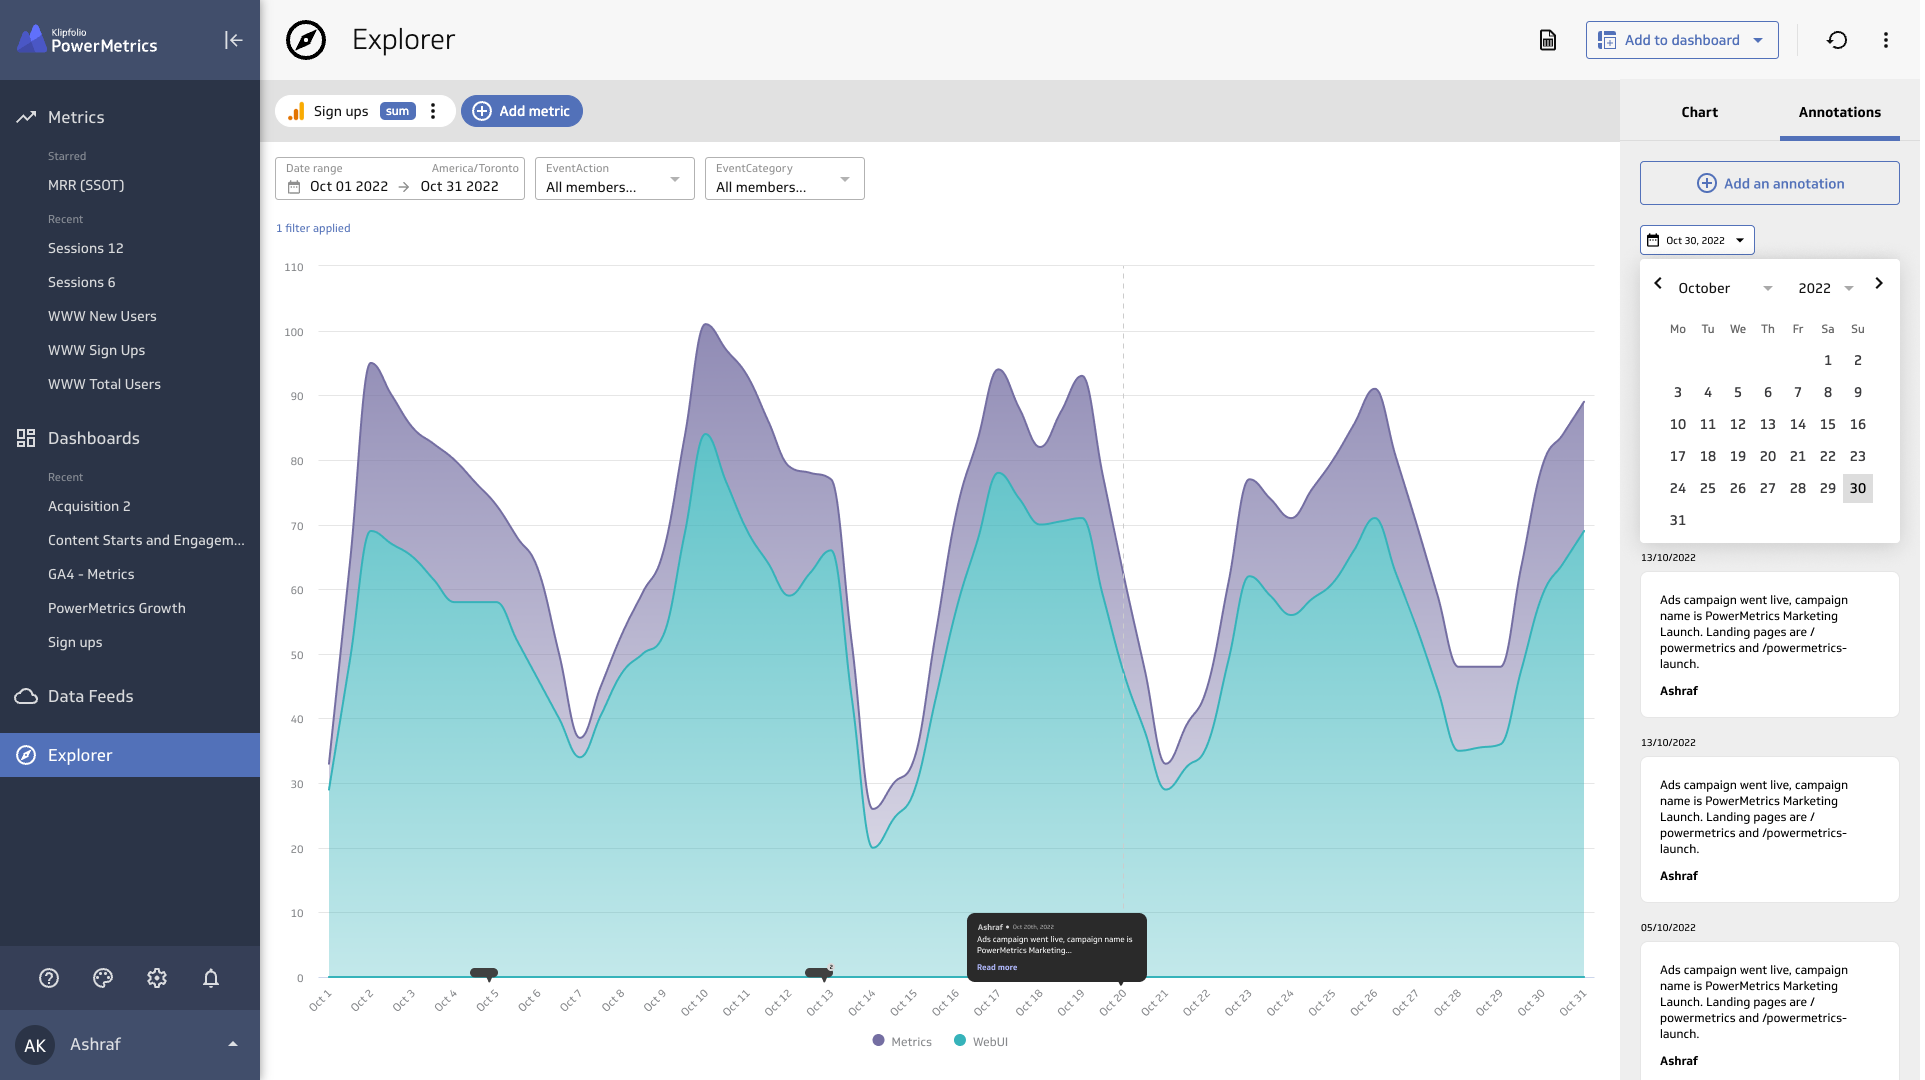 Klipfolio
PowerMetrics
Metrics
Starred
MRR (SSOT)
Recent
Sessions 12
Sessions 6
WWW New Users
WWW Sign Ups
WWW Total Users
Dashboards
Recent
Acquisition 2
Content Starts and Engagem...
GA4 - Metrics
PowerMetrics Growth
Sign ups
Data Feeds
Explorer
AK Ashraf
Explorer
Add to dashboard
Sign ups sum
Add metric
Date range America/Toronto
Oct 01 2022 → Oct 31 2022
EventAction
All members...
EventCategory
All members...
1 filter applied
110
100
90
80
70
60
50
40
30
20
10
0
Ashraf • Oct 20th, 2022
Ads campaign went live, campaign name is
PowerMetrics Marketing...
Read more
2
Oct 1 Oct 2 Oct 3 Oct 4 Oct 5 Oct 6 Oct 7 Oct 8 Oct 9 Oct 10 Oct 11 Oct 12 Oct 13 Oct 14 Oct 15 Oct 16 Oct 17 Oct 18 Oct 19 Oct 20 Oct 21 Oct 22 Oct 23 Oct 24 Oct 25 Oct 26 Oct 27 Oct 28 Oct 29 Oct 30 Oct 31
Metrics WebUI
Chart Annotations
Add an annotation
Oct 30, 2022
October 2022
Mo Tu We Th Fr Sa Su
1 2
3 4 5 6 7 8 9
10 11 12 13 14 15 16
17 18 19 20 21 22 23
24 25 26 27 28 29 30
31
13/10/2022
Ads campaign went live, campaign
name is PowerMetrics Marketing
Launch. Landing pages are /
powermetrics and /powermetrics-
launch.
Ashraf
13/10/2022
Ads campaign went live, campaign
name is PowerMetrics Marketing
Launch. Landing pages are /
powermetrics and /powermetrics-
launch.
Ashraf
05/10/2022
Ads campaign went live, campaign
name is PowerMetrics Marketing
Launch. Landing pages are /
powermetrics and /powermetrics-
launch.
Ashraf